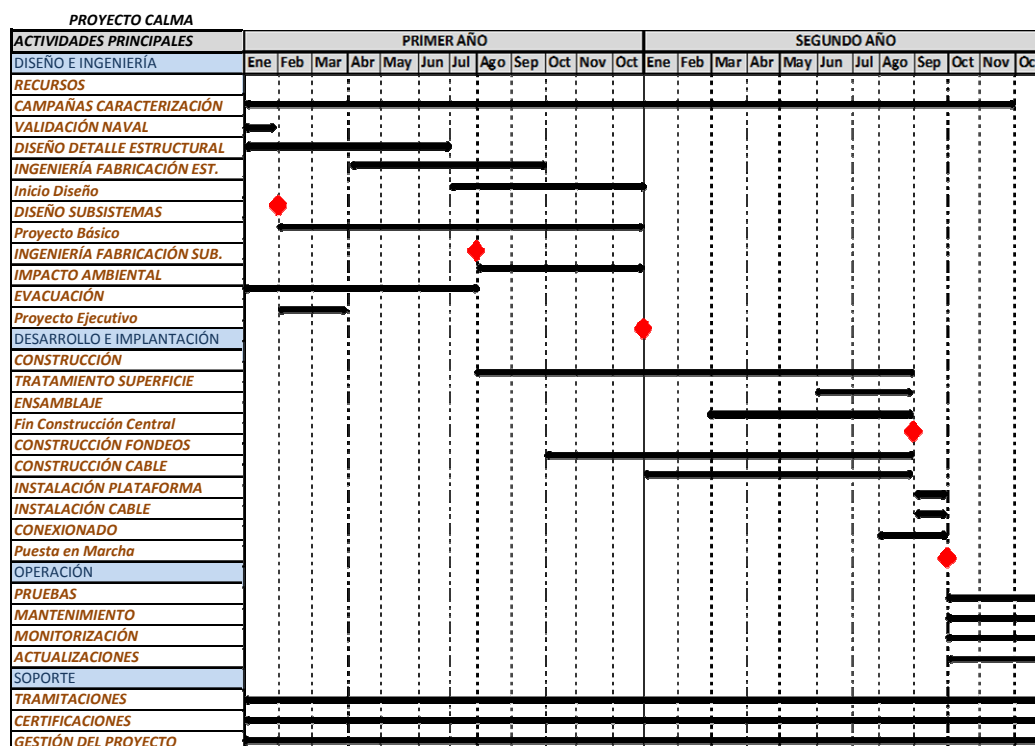 PROYECTO CALMA
ACTIVIDADES PRINCIPALES PRIMER AÑO SEGUNDO AÑO
DISEÑO E INGENIERÍA Ene Feb Mar Abr May Jun Jul Ago Sep Oct Nov Oct Ene Feb Mar Abr May Jun Jul Ago Sep Oct Nov Oc
RECURSOS
CAMPAÑAS CARACTERIZACIÓN
VALIDACIÓN NAVAL
DISEÑO DETALLE ESTRUCTURAL
INGENIERÍA FABRICACIÓN EST.
Inicio Diseño
DISEÑO SUBSISTEMAS
Proyecto Básico
INGENIERÍA FABRICACIÓN SUB.
IMPACTO AMBIENTAL
EVACUACIÓN
Proyecto Ejecutivo
DESARROLLO E IMPLANTACIÓN
CONSTRUCCIÓN
TRATAMIENTO SUPERFICIE
ENSAMBLAJE
Fin Construcción Central
CONSTRUCCIÓN FONDEOS
CONSTRUCCIÓN CABLE
INSTALACIÓN PLATAFORMA
INSTALACIÓN CABLE
CONEXIONADO
Puesta en Marcha
OPERACIÓN
PRUEBAS
MANTENIMIENTO
MONITORIZACIÓN
ACTUALIZACIONES
SOPORTE
TRAMITACIONES
CERTIFICACIONES
GESTIÓN DEL PROYECTO